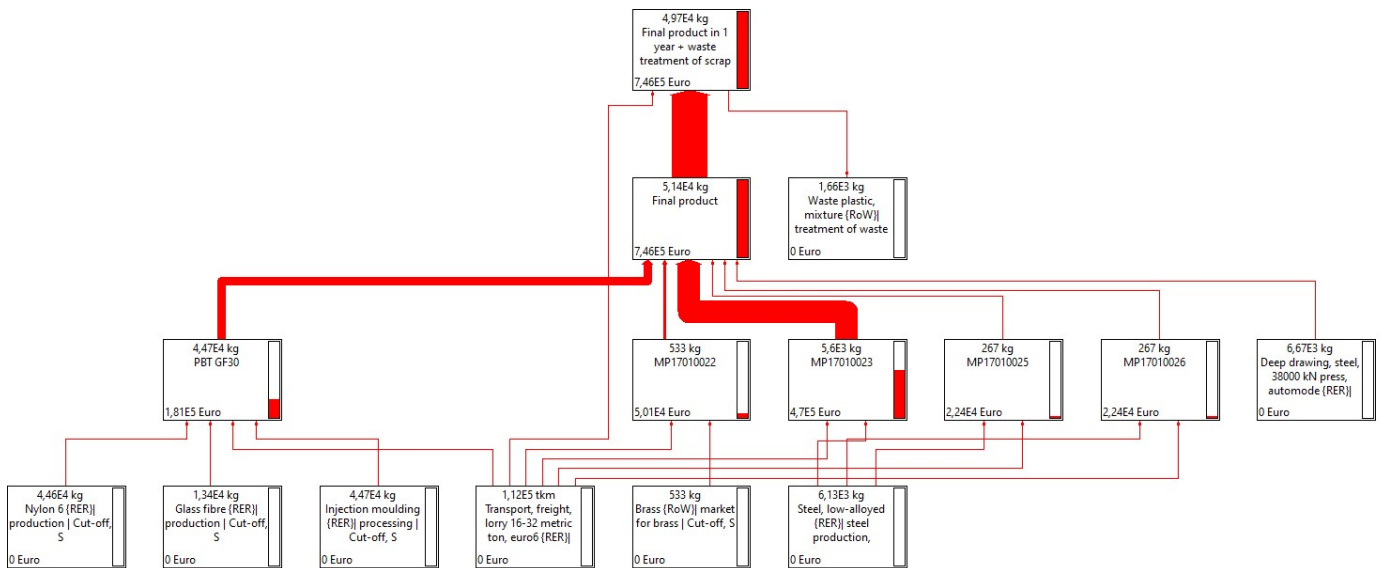 4,97E4 kg
Final product in 1
year + waste
treatment of scrap
7,46E5 Euro
5,14E4 kg
Final product
7,46E5 Euro
1,66E3 kg
Waste plastic,
mixture {RoW}|
treatment of waste
0 Euro
4,47E4 kg
PBT GF30
1,81E5 Euro
533 kg
MP17010022
5,01E4 Euro
5,6E3 kg
MP17010023
4,7E5 Euro
267 kg
MP17010025
2,24E4 Euro
267 kg
MP17010026
2,24E4 Euro
6,67E3 kg
Deep drawing, steel,
38000 kN press,
automode {RER}|
0 Euro
4,46E4 kg
Nylon 6 {RER}|
production | Cut-off,
S
0 Euro
1,34E4 kg
Glass fibre {RER}|
production | Cut-off,
S
0 Euro
4,47E4 kg
Injection moulding
{RER}| processing |
Cut-off, S
0 Euro
1,12E5 tkm
Transport, freight,
lorry 16-32 metric
ton, euro6 {RER}|
0 Euro
533 kg
Brass {RoW}| market
for brass | Cut-off, S
0 Euro
6,13E3 kg
Steel, low-alloyed
{RER}| steel
production,
0 Euro